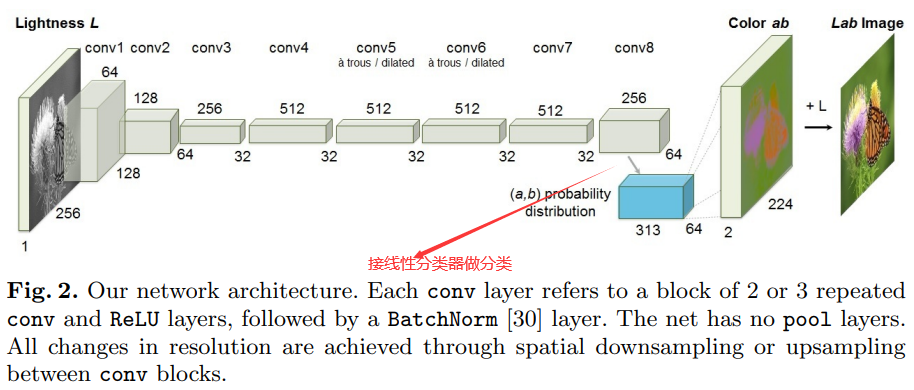 Lightness L
Color ab
Lab Image
conv1 conv2 conv3 conv4 conv5 conv6 conv7 conv8
à trous / dilated à trous / dilated
64
128
256
512
512
512
512
256
+ L
64
32
32
32
32
32
64
128
256
(a,b) probability
distribution
224
1
313
64
2
接线性分类器做分类
Fig. 2. Our network architecture. Each conv layer refers to a block of 2 or 3 repeated
conv and ReLU layers, followed by a BatchNorm [30] layer. The net has no pool layers.
All changes in resolution are achieved through spatial downsampling or upsampling
between conv blocks.